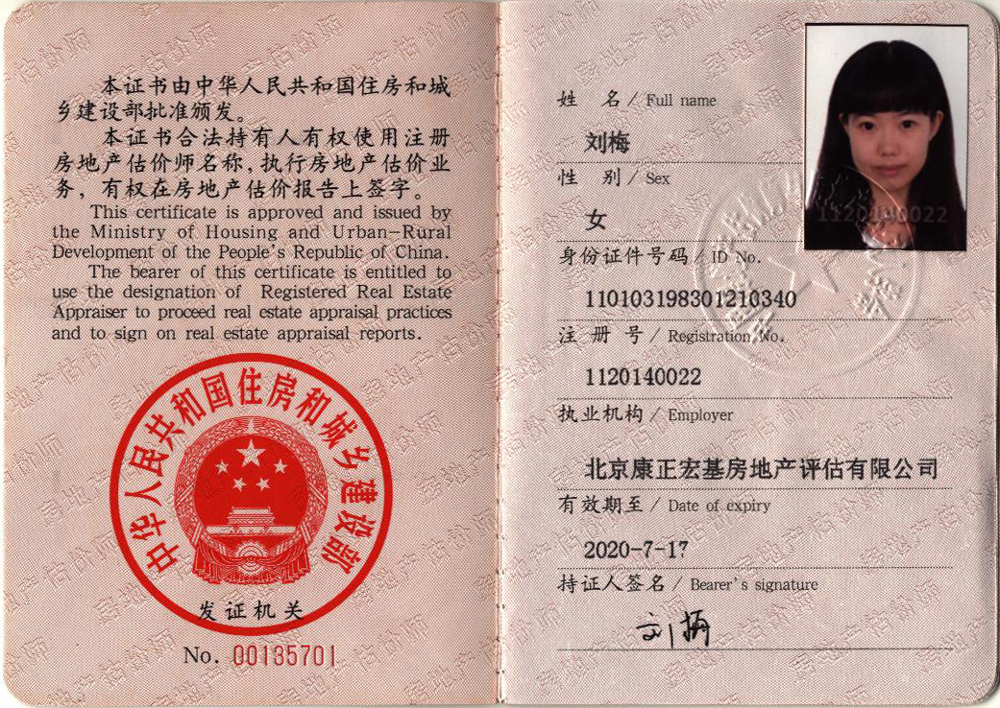 本证书由中华人民共和国住房和城
乡建设部批准颁发。
本证书合法持有人有权使用注册
房地产估价师名称，执行房地产估价业
务，有权在房地产估价报告上签字。
This certificate is approved and issued by
the Ministry of Housing and Urban-Rural
Development of the People's Republic of China.
The bearer of this certificate is entitled to
use the designation of Registered Real Estate
Appraiser to proceed real estate appraisal practices
and to sign on real estate appraisal reports.
中华人民共和国住房和城乡建设部
发证机关
No. 00135701
姓 名 / Full name
刘梅
性 别 / Sex
女
身份证件号码 / ID No.
110103198301210340
注 册 号 / Registration No.
1120140022
执业机构 / Employer
北京康正宏基房地产评估有限公司
有效期至 / Date of expiry
2020-7-17
持证人签名 / Bearer's signature
刘梅
1120140022
房地产估价师